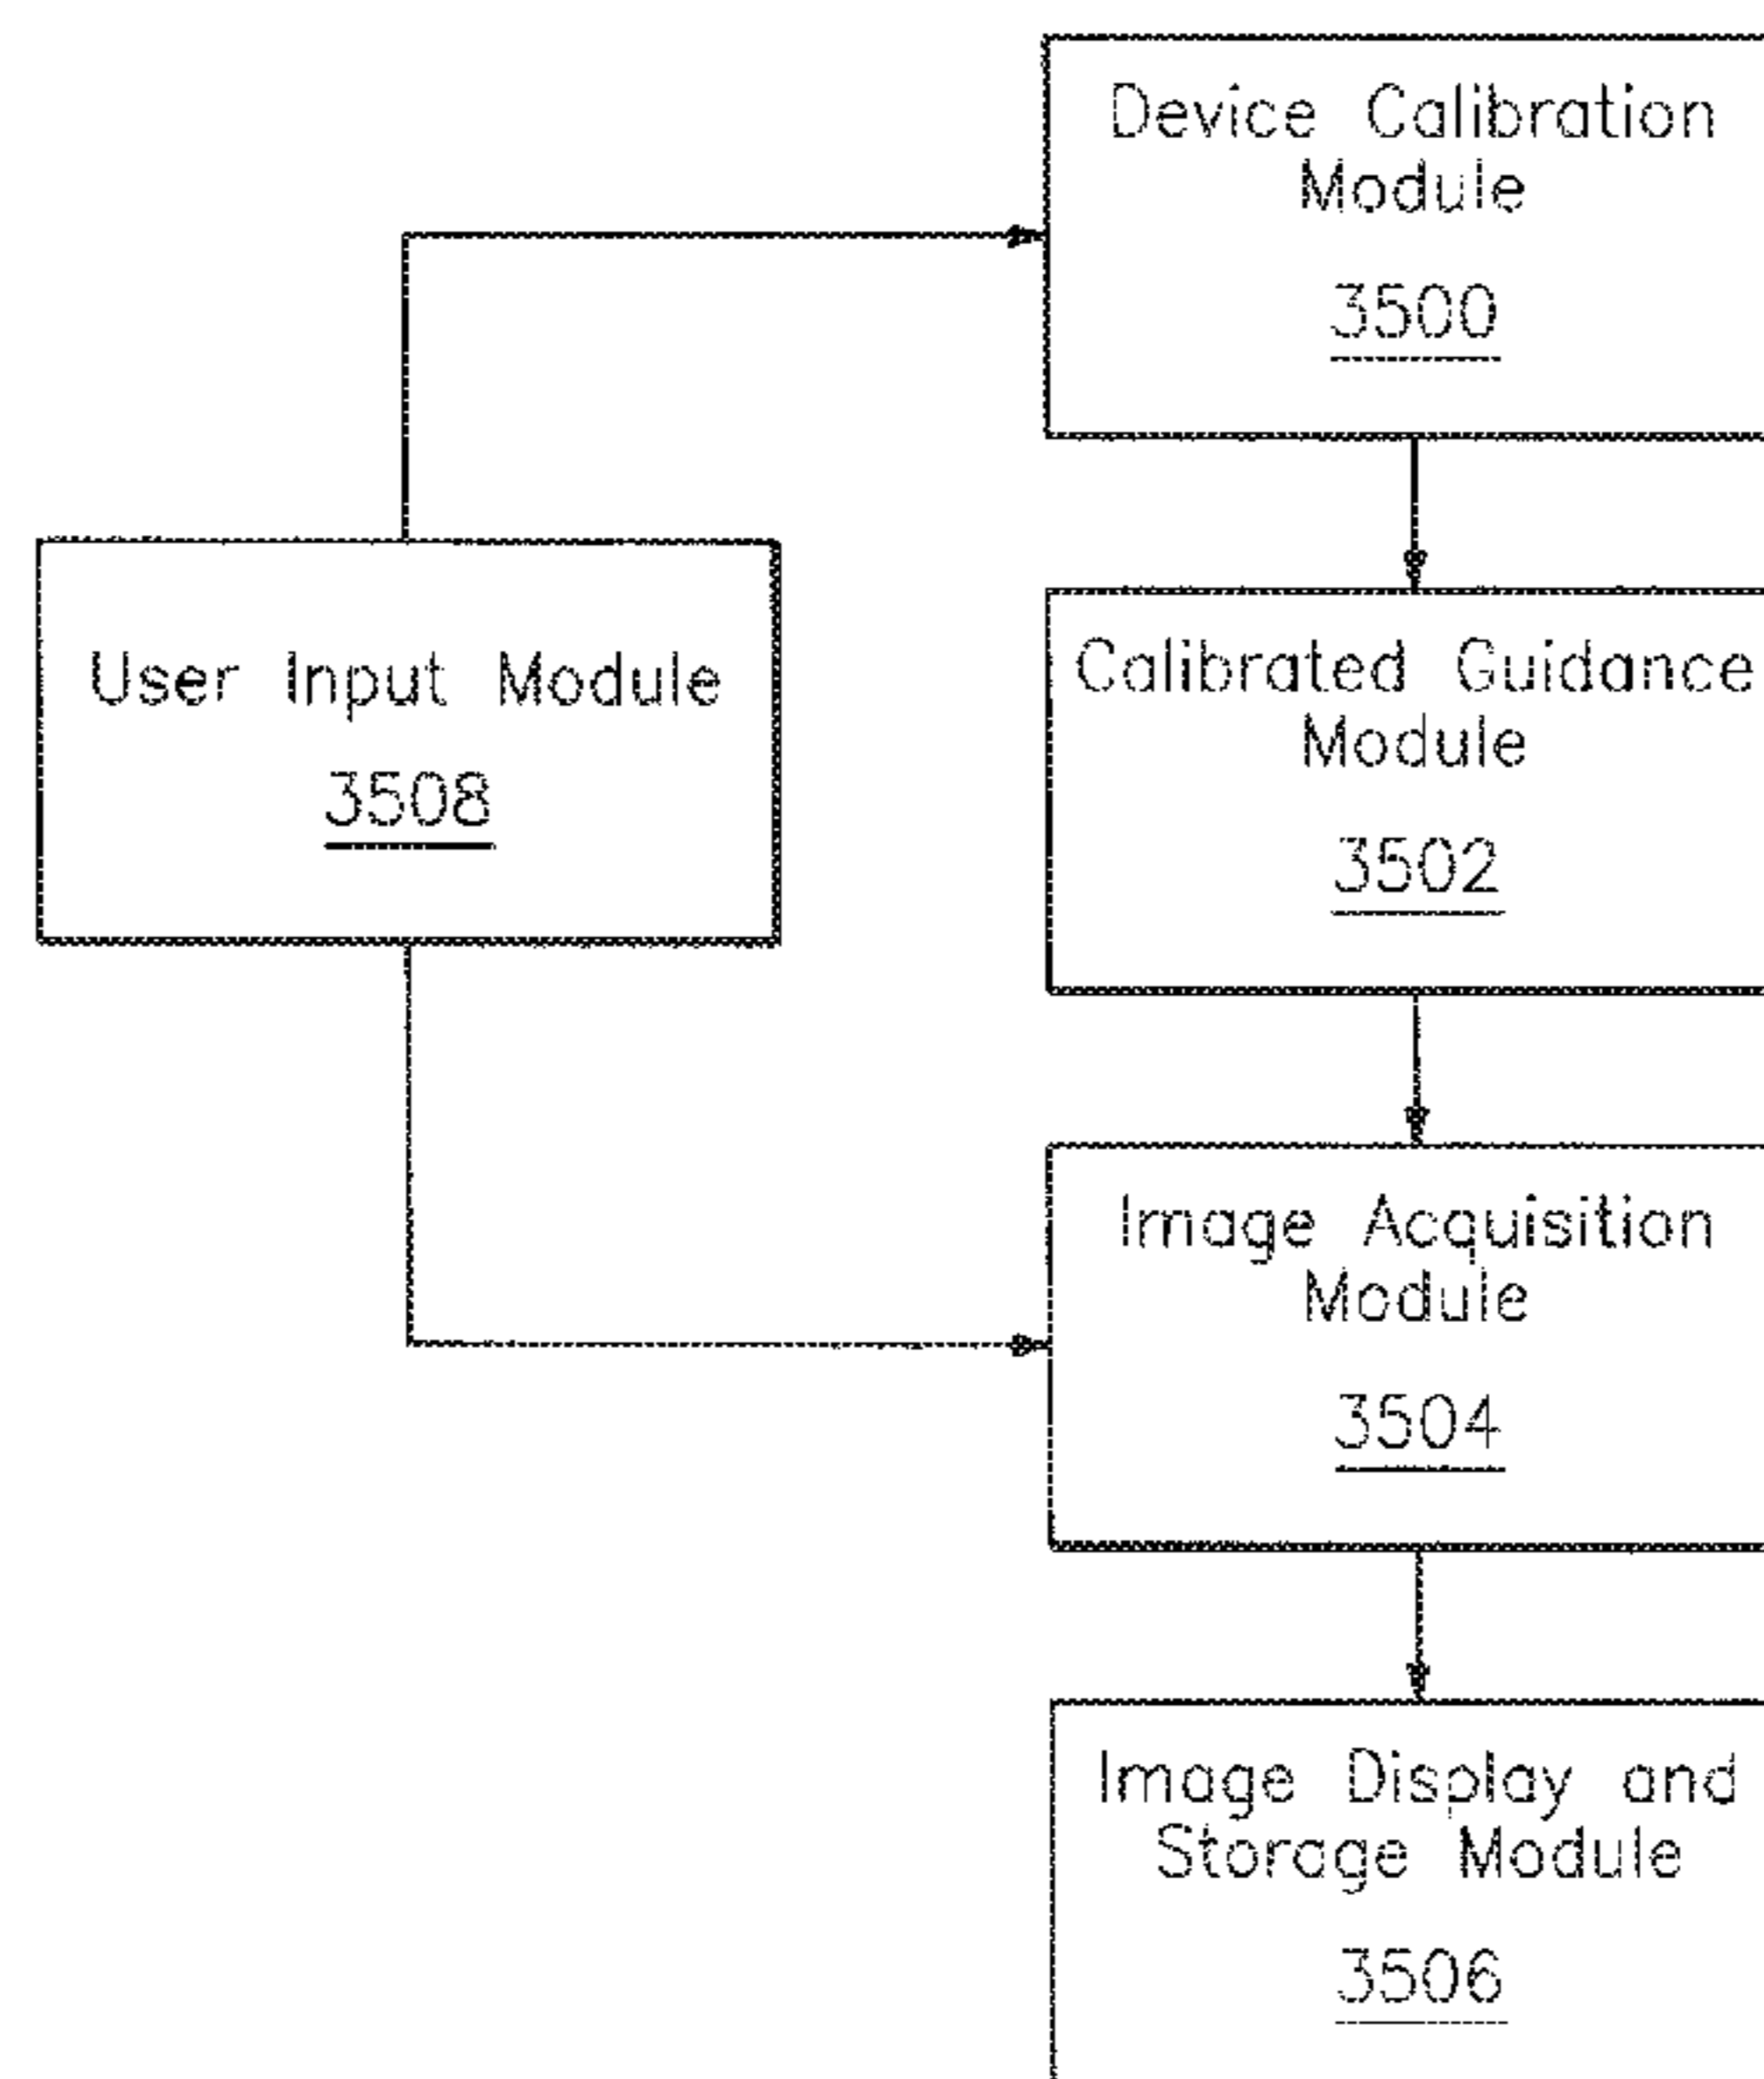 Device Calibration
Module
3500
User Input Module
3508
Calibrated Guidance
Module
3502
Image Acquisition
Module
3504
Image Display and
Storage Module
3506